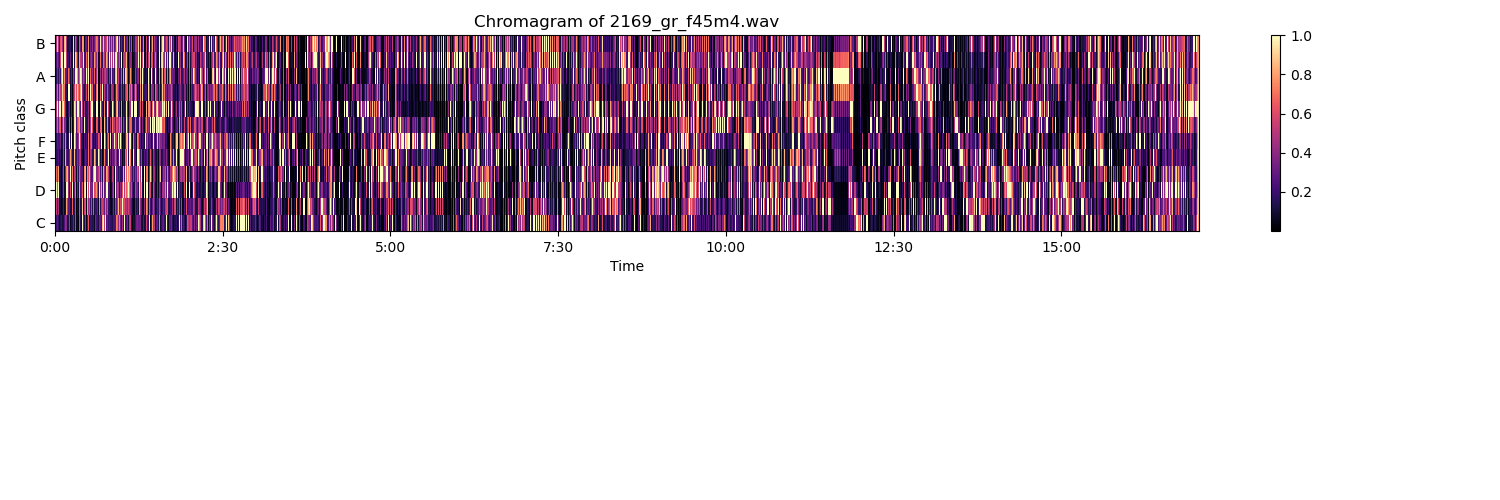 Chromagram of 2169_gr_f45m4.wav
Pitch class
B
A
G
F
E
D
C
0:00 2:30 5:00 7:30 10:00 12:30 15:00
Time
1.0
0.8
0.6
0.4
0.2